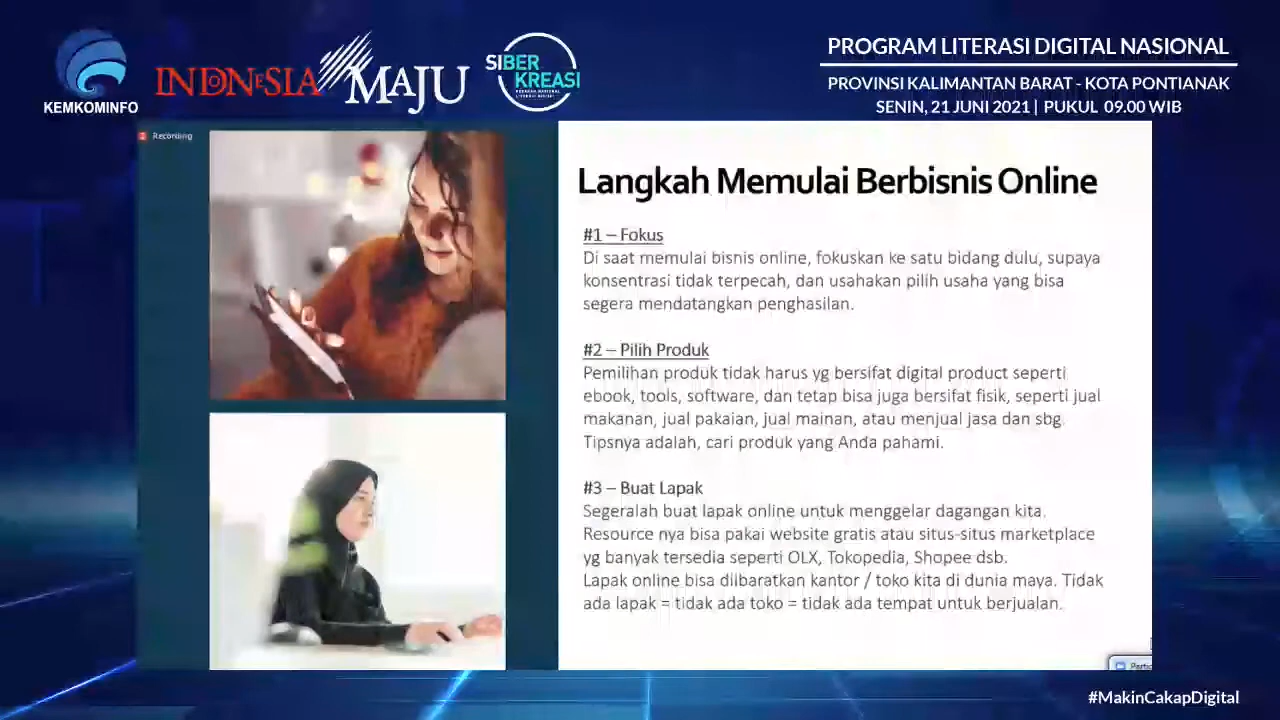 KEMKOMINFO
INDONESIA MAJU
SIBER KREASI
PROGRAM LITERASI DIGITAL NASIONAL
PROVINSI KALIMANTAN BARAT - KOTA PONTIANAK
SENIN, 21 JUNI 2021 | PUKUL 09.00 WIB
Recording
Langkah Memulai Berbisnis Online
#1 – Fokus
Di saat memulai bisnis online, fokuskan ke satu bidang dulu, supaya
konsentrasi tidak terpecah, dan usahakan pilih usaha yang bisa
segera mendatangkan penghasilan.
#2 – Pilih Produk
Pemilihan produk tidak harus yg bersifat digital product seperti
ebook, tools, software, dan tetap bisa juga bersifat fisik, seperti jual
makanan, jual pakaian, jual mainan, atau menjual jasa dan sbg.
Tipsnya adalah, cari produk yang Anda pahami.
#3 – Buat Lapak
Segeralah buat lapak online untuk menggelar dagangan kita.
Resource nya bisa pakai website gratis atau situs-situs marketplace
yg banyak tersedia seperti OLX, Tokopedia, Shopee dsb.
Lapak online bisa diibaratkan kantor / toko kita di dunia maya. Tidak
ada lapak = tidak ada toko = tidak ada tempat untuk berjualan.
#MakinCakapDigital